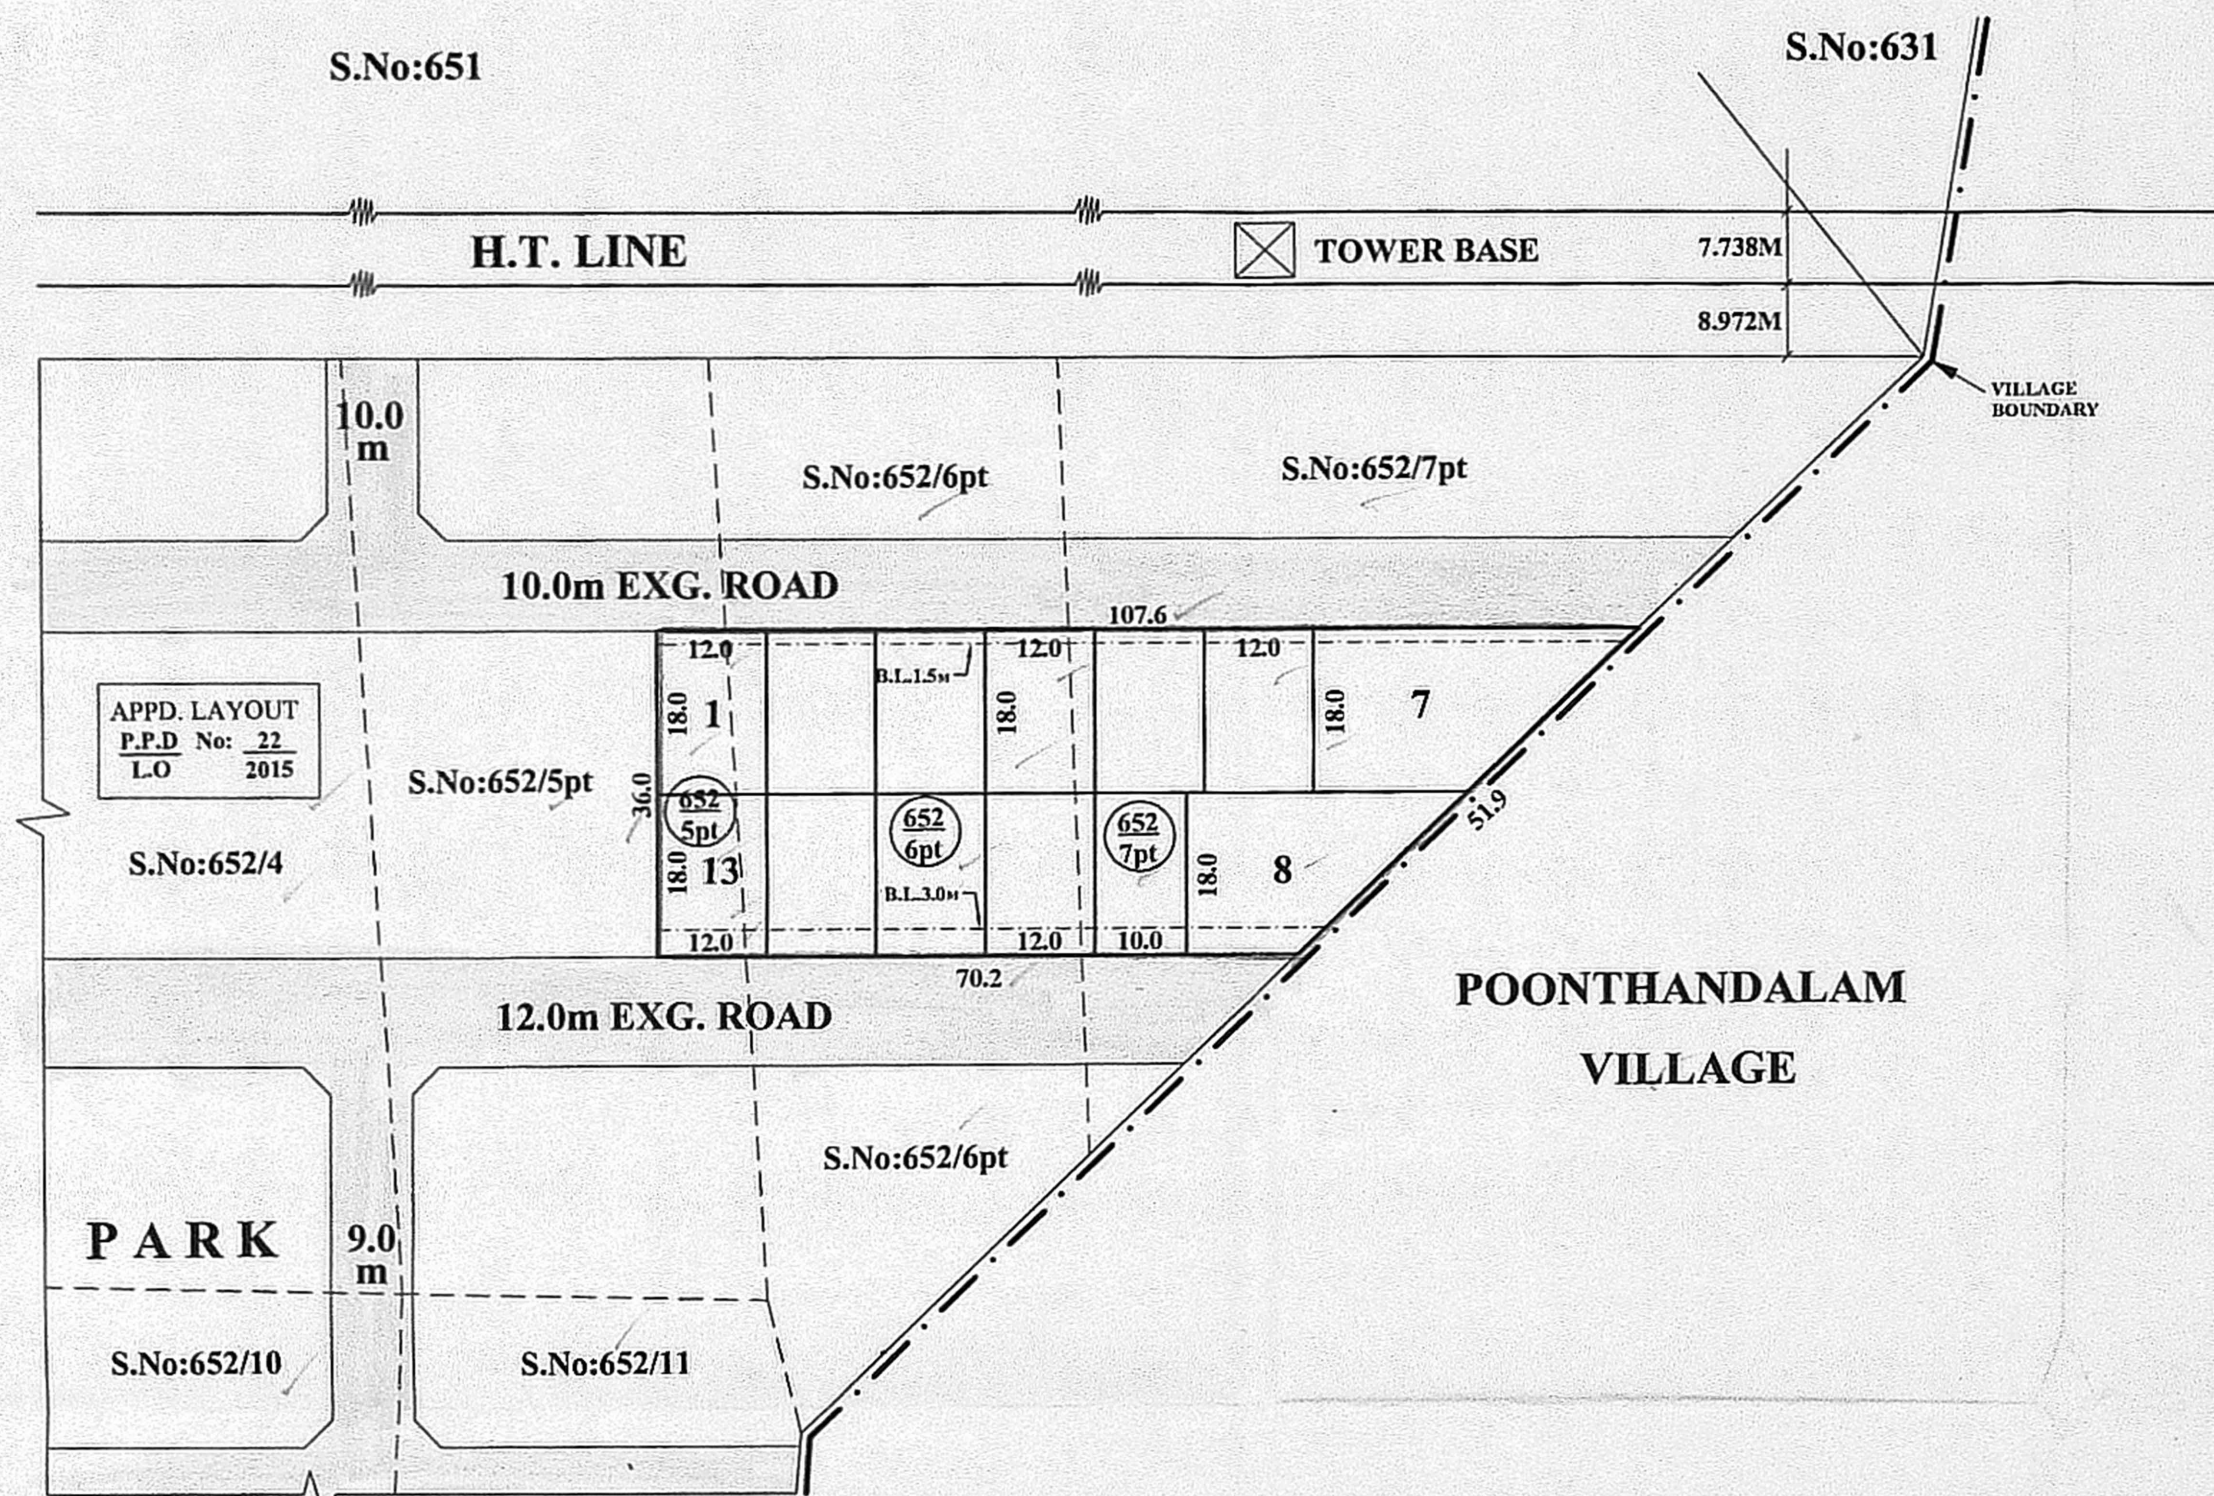 S.No:651
S.No:631
H.T. LINE
TOWER BASE
7.738M
8.972M
VILLAGE
BOUNDARY
10.0
m
S.No:652/6pt
S.No:652/7pt
10.0m EXG. ROAD
107.6
12.0
12.0
12.0
B.L.1.5M
18.0
1
18.0
18.0
7
APPD. LAYOUT
P.P.D No: 22
L.O 2015
S.No:652/5pt
36.0
652
5pt
652
6pt
652
7pt
51.9
S.No:652/4
18.0
13
B.L.3.0M
18.0
8
12.0
12.0
10.0
70.2
12.0m EXG. ROAD
POONTHANDALAM
VILLAGE
S.No:652/6pt
PARK
9.0
m
S.No:652/10
S.No:652/11